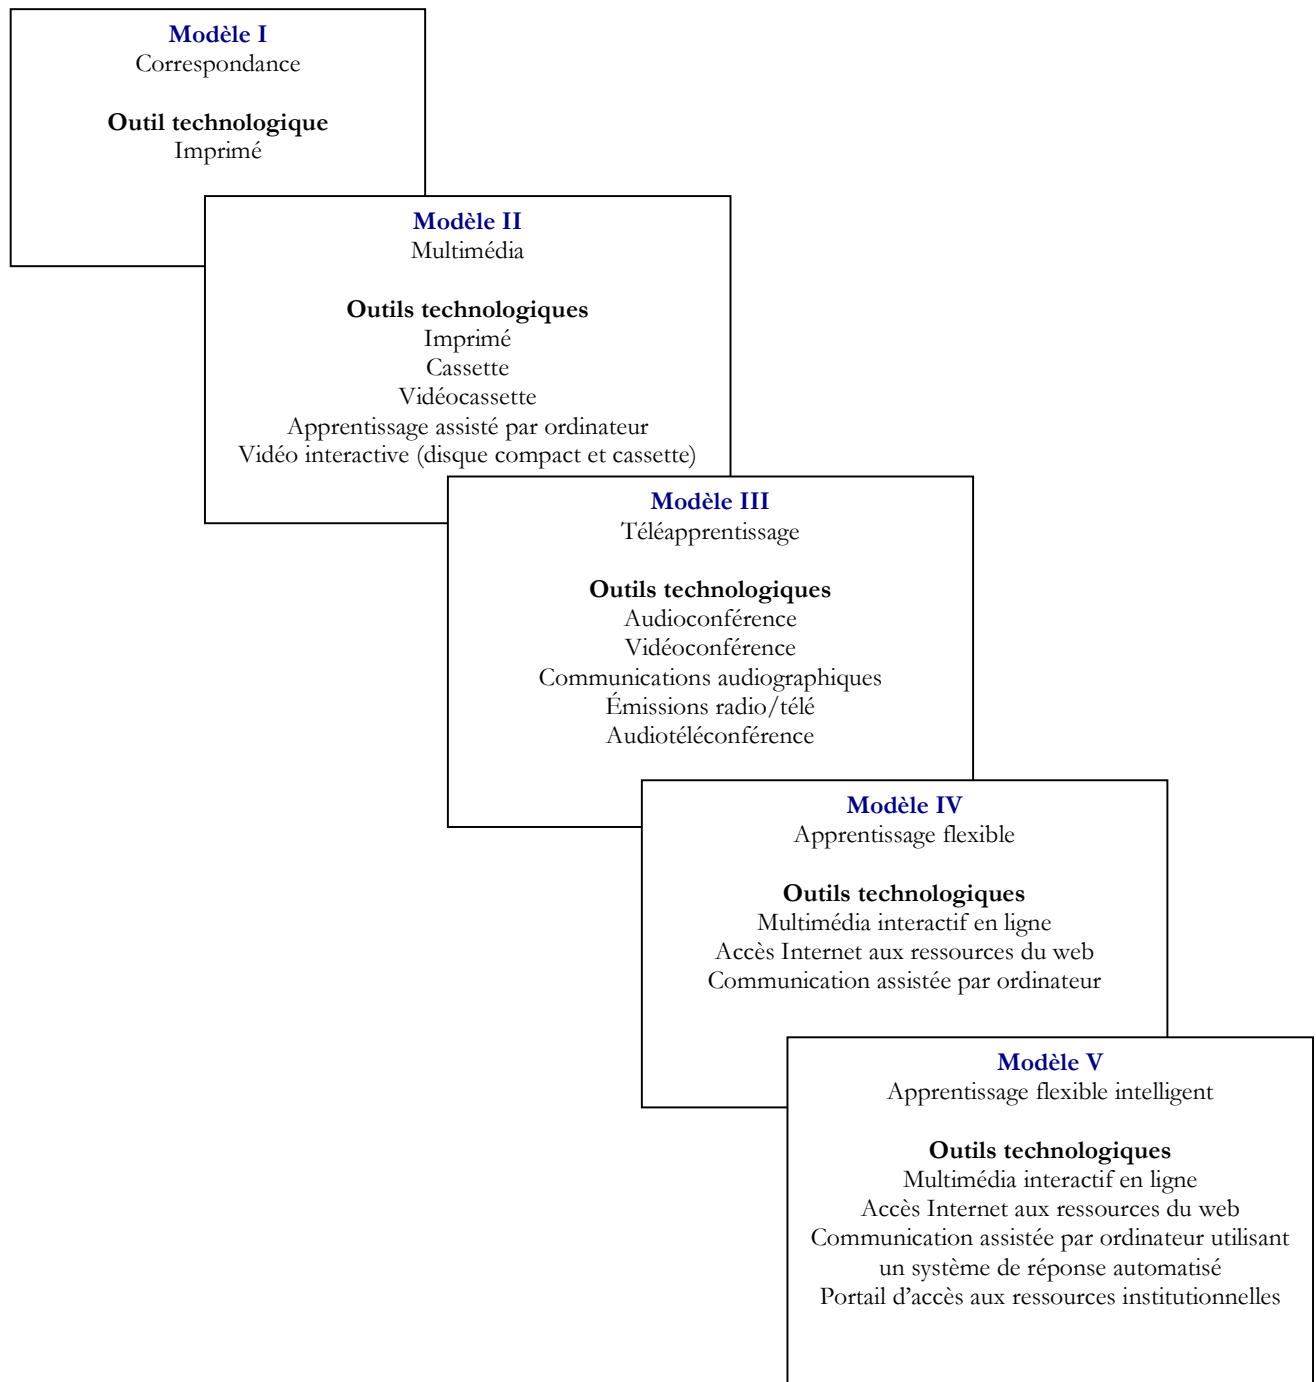 Modèle I
Correspondance
Outil technologique
Imprimé
Modèle II
Multimédia
Outils technologiques
Imprimé
Cassette
Vidéocassette
Apprentissage assisté par ordinateur
Vidéo interactive (disque compact et cassette)
Modèle III
Téléapprentissage
Outils technologiques
Audioconférence
Vidéoconférence
Communications audiographiques
Émissions radio/télé
Audiotéléconférence
Modèle IV
Apprentissage flexible
Outils technologiques
Multimédia interactif en ligne
Accès Internet aux ressources du web
Communication assistée par ordinateur
Modèle V
Apprentissage flexible intelligent
Outils technologiques
Multimédia interactif en ligne
Accès Internet aux ressources du web
Communication assistée par ordinateur utilisant
un système de réponse automatisé
Portail d’accès aux ressources institutionnelles